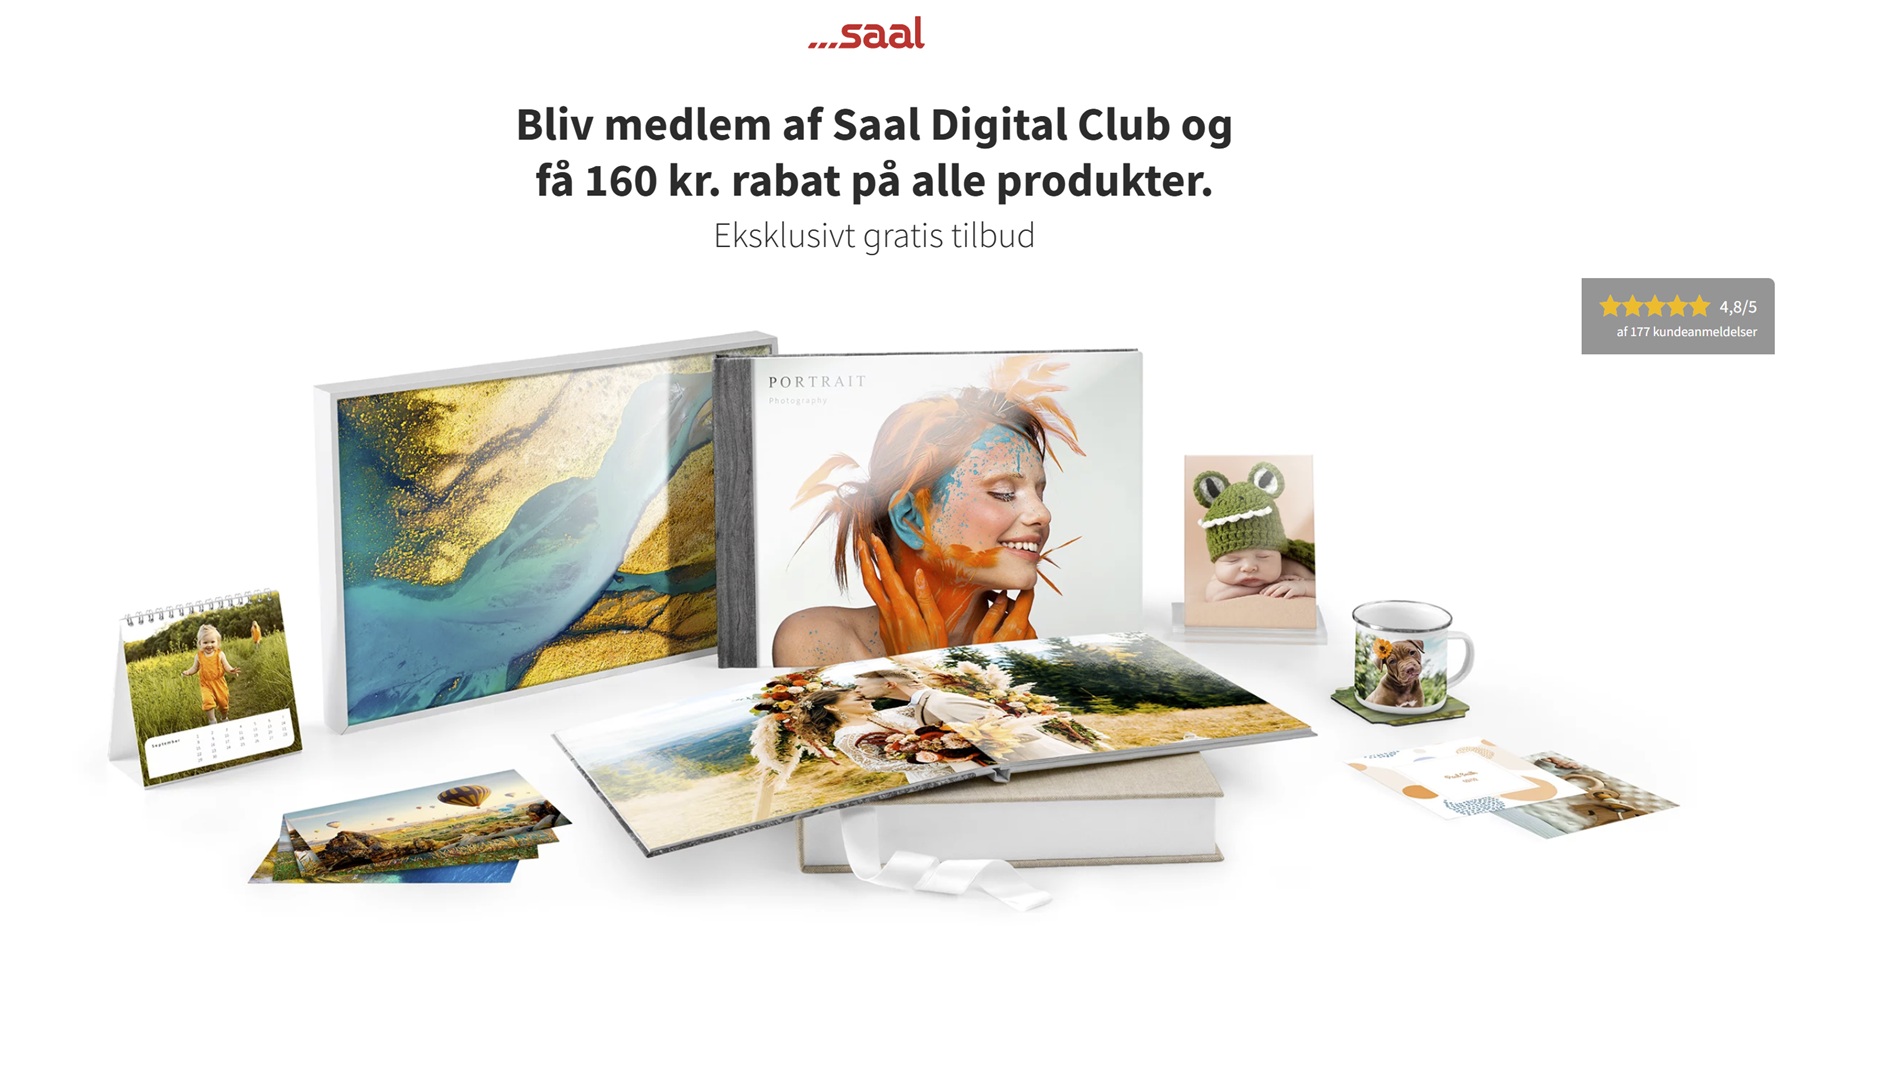 ...saal
Bliv medlem af Saal Digital Club og
få 160 kr. rabat på alle produkter.
Eksklusivt gratis tilbud
4,8/5
af 177 kundeanmeldelser
PORTRAIT
Photography
September